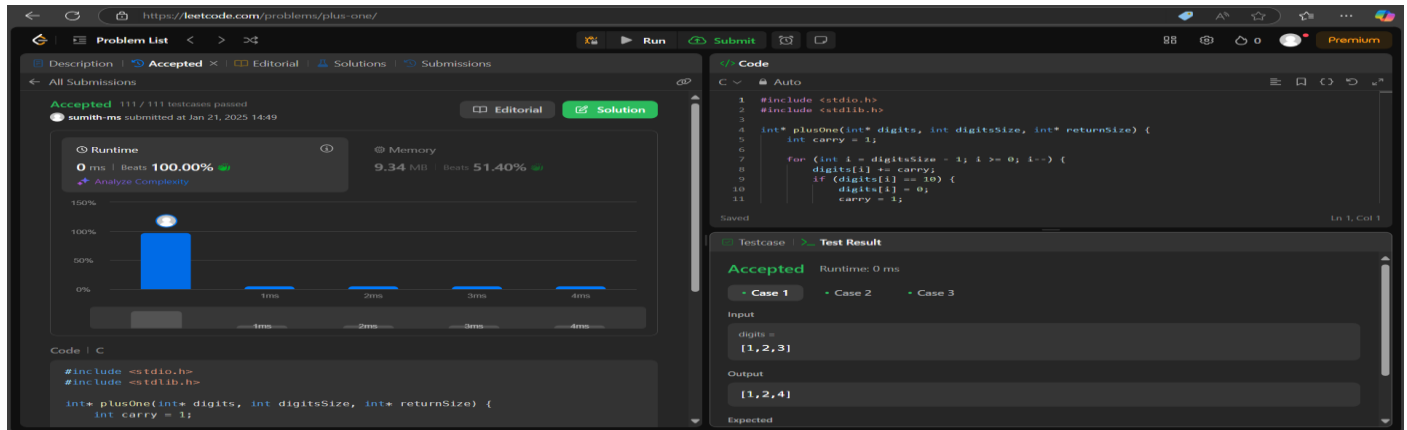 https://leetcode.com/problems/plus-one/
Problem List
Run
Submit
0
Premium
Description
Accepted
Editorial
Solutions
Submissions
All Submissions
Accepted 111 / 111 testcases passed
sumith-ms submitted at Jan 21, 2025 14:49
Editorial
Solution
Runtime
0 ms | Beats 100.00%
Analyze Complexity
Memory
9.34 MB | Beats 51.40%
150%
100%
50%
0%
1ms 2ms 3ms 4ms
1ms 2ms 3ms 4ms
Code | C
#include <stdio.h>
#include <stdlib.h>
int* plusOne(int* digits, int digitsSize, int* returnSize) {
int carry = 1;
</> Code
C
Auto
1 #include <stdio.h>
2 #include <stdlib.h>
3
4 int* plusOne(int* digits, int digitsSize, int* returnSize) {
5 int carry = 1;
6
7 for (int i = digitsSize - 1; i >= 0; i--) {
8 digits[i] += carry;
9 if (digits[i] == 10) {
10 digits[i] = 0;
11 carry = 1;
Saved
Ln 1, Col 1
Testcase
>_ Test Result
Accepted Runtime: 0 ms
• Case 1 • Case 2 • Case 3
Input
digits =
[1,2,3]
Output
[1,2,4]
Expected